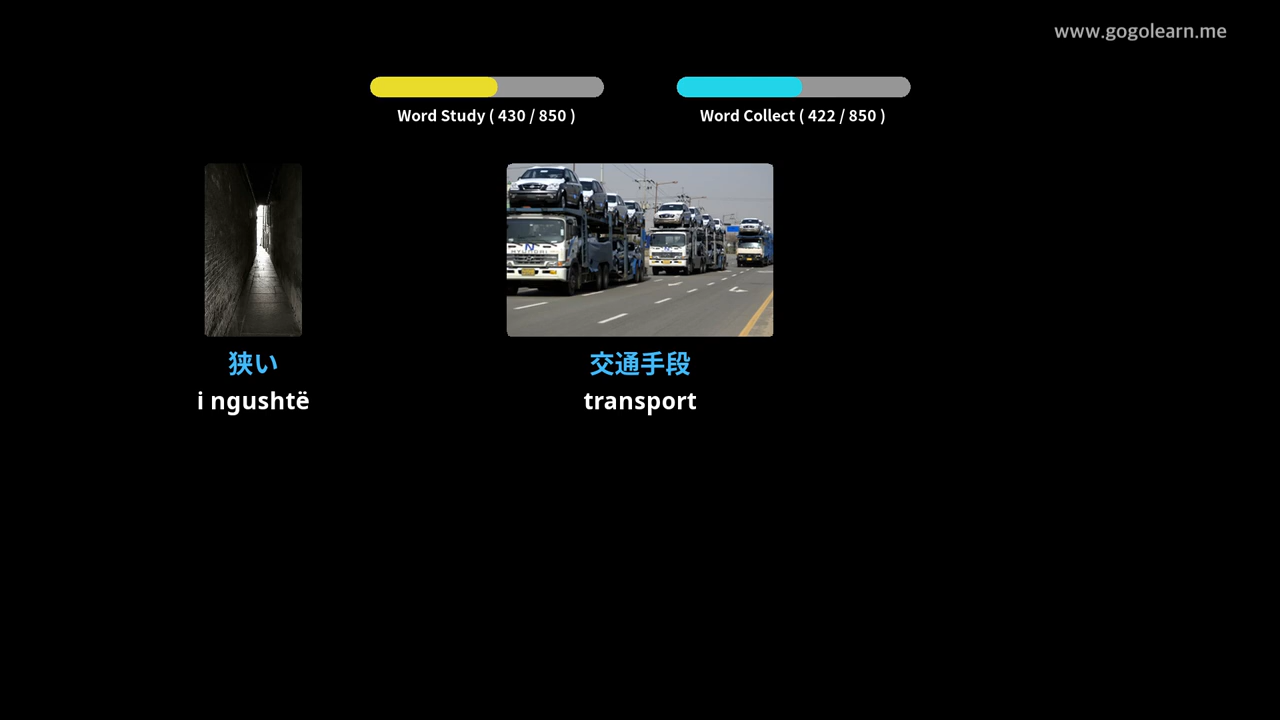 www.gogolearn.me
Word Study ( 430 / 850 )
Word Collect ( 422 / 850 )
狭い
i ngushtë
交通手段
transport